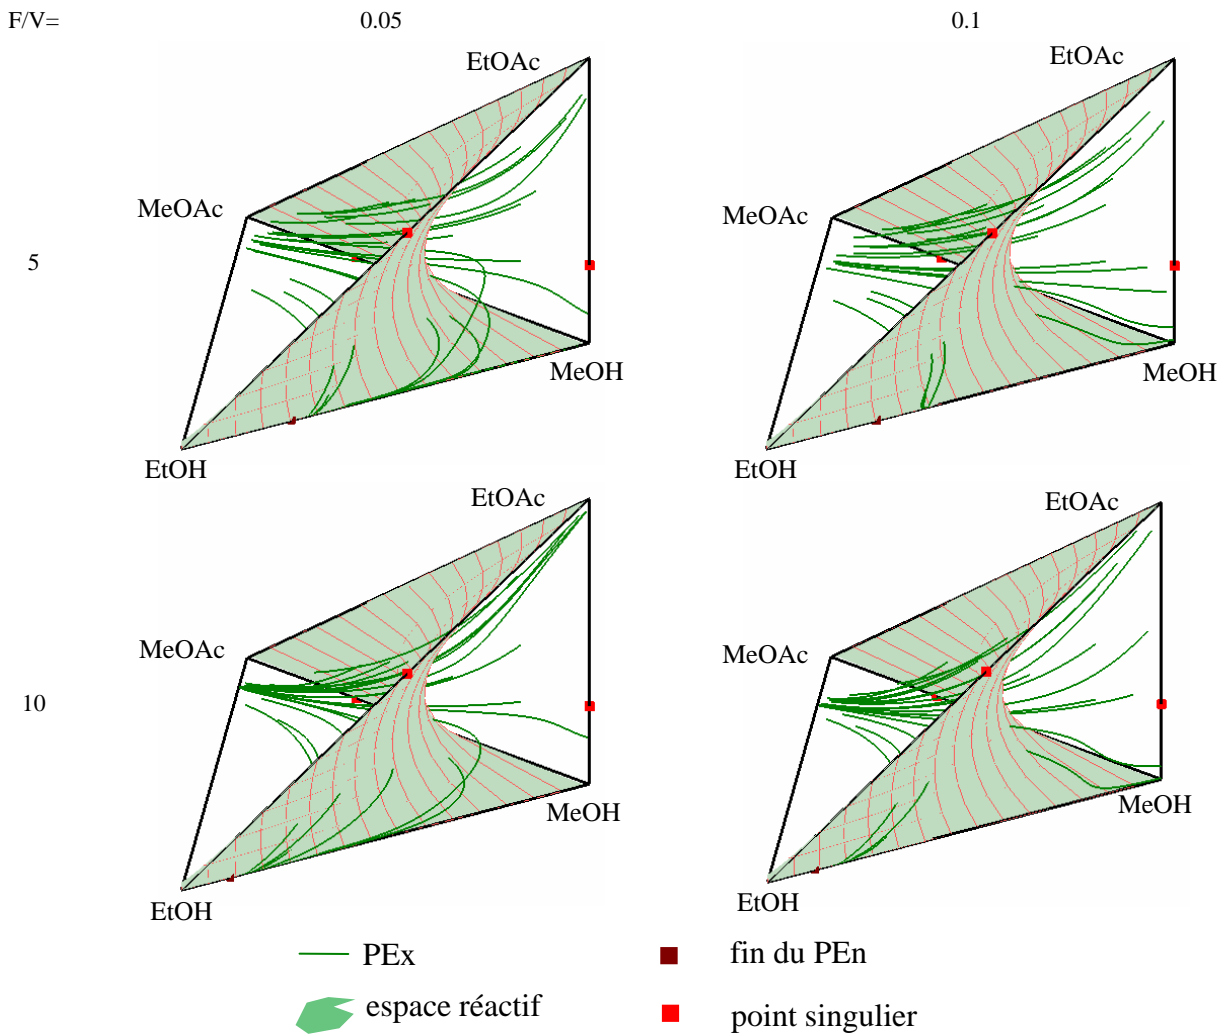 F/V= 0.05 0.1
EtOAc EtOAc
MeOAc MeOAc
5
MeOH MeOH
EtOH EtOH
EtOAc EtOAc
MeOAc MeOAc
10
MeOH MeOH
EtOH EtOH
PEx fin du PEn
espace réactif point singulier